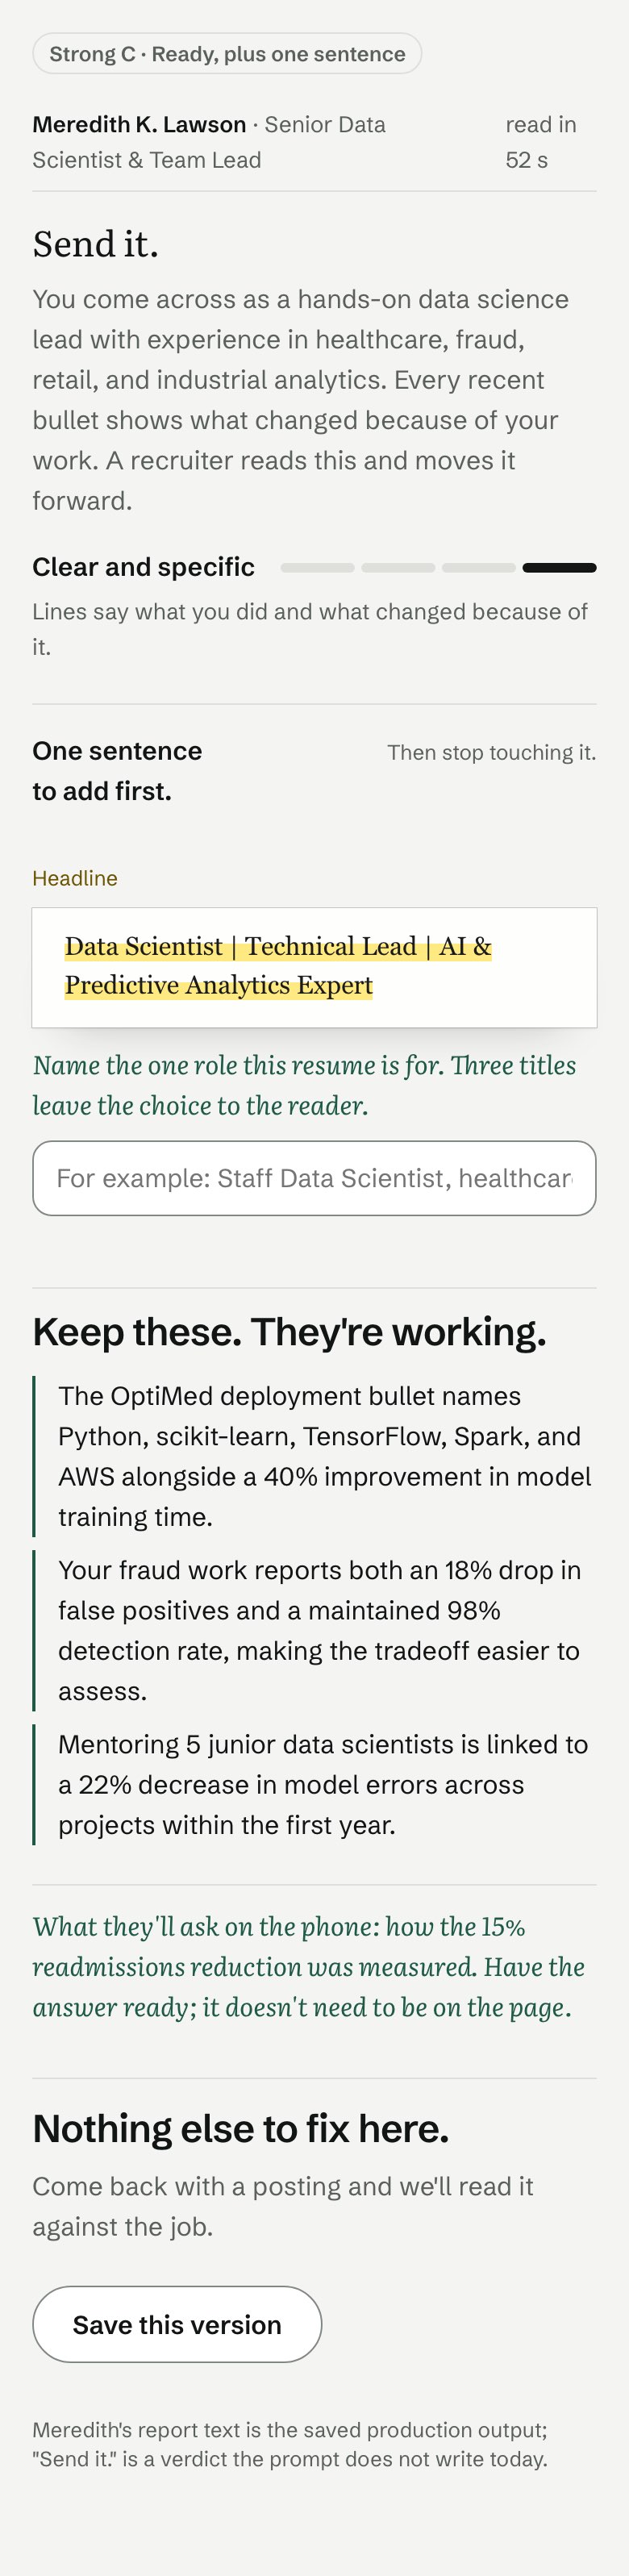 Strong C · Ready, plus one sentence
Meredith K. Lawson · Senior Data
Scientist & Team Lead
read in
52 s
Send it.
You come across as a hands-on data science
lead with experience in healthcare, fraud,
retail, and industrial analytics. Every recent
bullet shows what changed because of your
work. A recruiter reads this and moves it
forward.
Clear and specific
Lines say what you did and what changed because of
it.
One sentence
to add first.
Then stop touching it.
Headline
Data Scientist | Technical Lead | AI &
Predictive Analytics Expert
Name the one role this resume is for. Three titles
leave the choice to the reader.
For example: Staff Data Scientist, healthcar
Keep these. They're working.
The OptiMed deployment bullet names
Python, scikit-learn, TensorFlow, Spark, and
AWS alongside a 40% improvement in model
training time.
Your fraud work reports both an 18% drop in
false positives and a maintained 98%
detection rate, making the tradeoff easier to
assess.
Mentoring 5 junior data scientists is linked to
a 22% decrease in model errors across
projects within the first year.
What they'll ask on the phone: how the 15%
readmissions reduction was measured. Have the
answer ready; it doesn't need to be on the page.
Nothing else to fix here.
Come back with a posting and we'll read it
against the job.
Save this version
Meredith's report text is the saved production output;
"Send it." is a verdict the prompt does not write today.